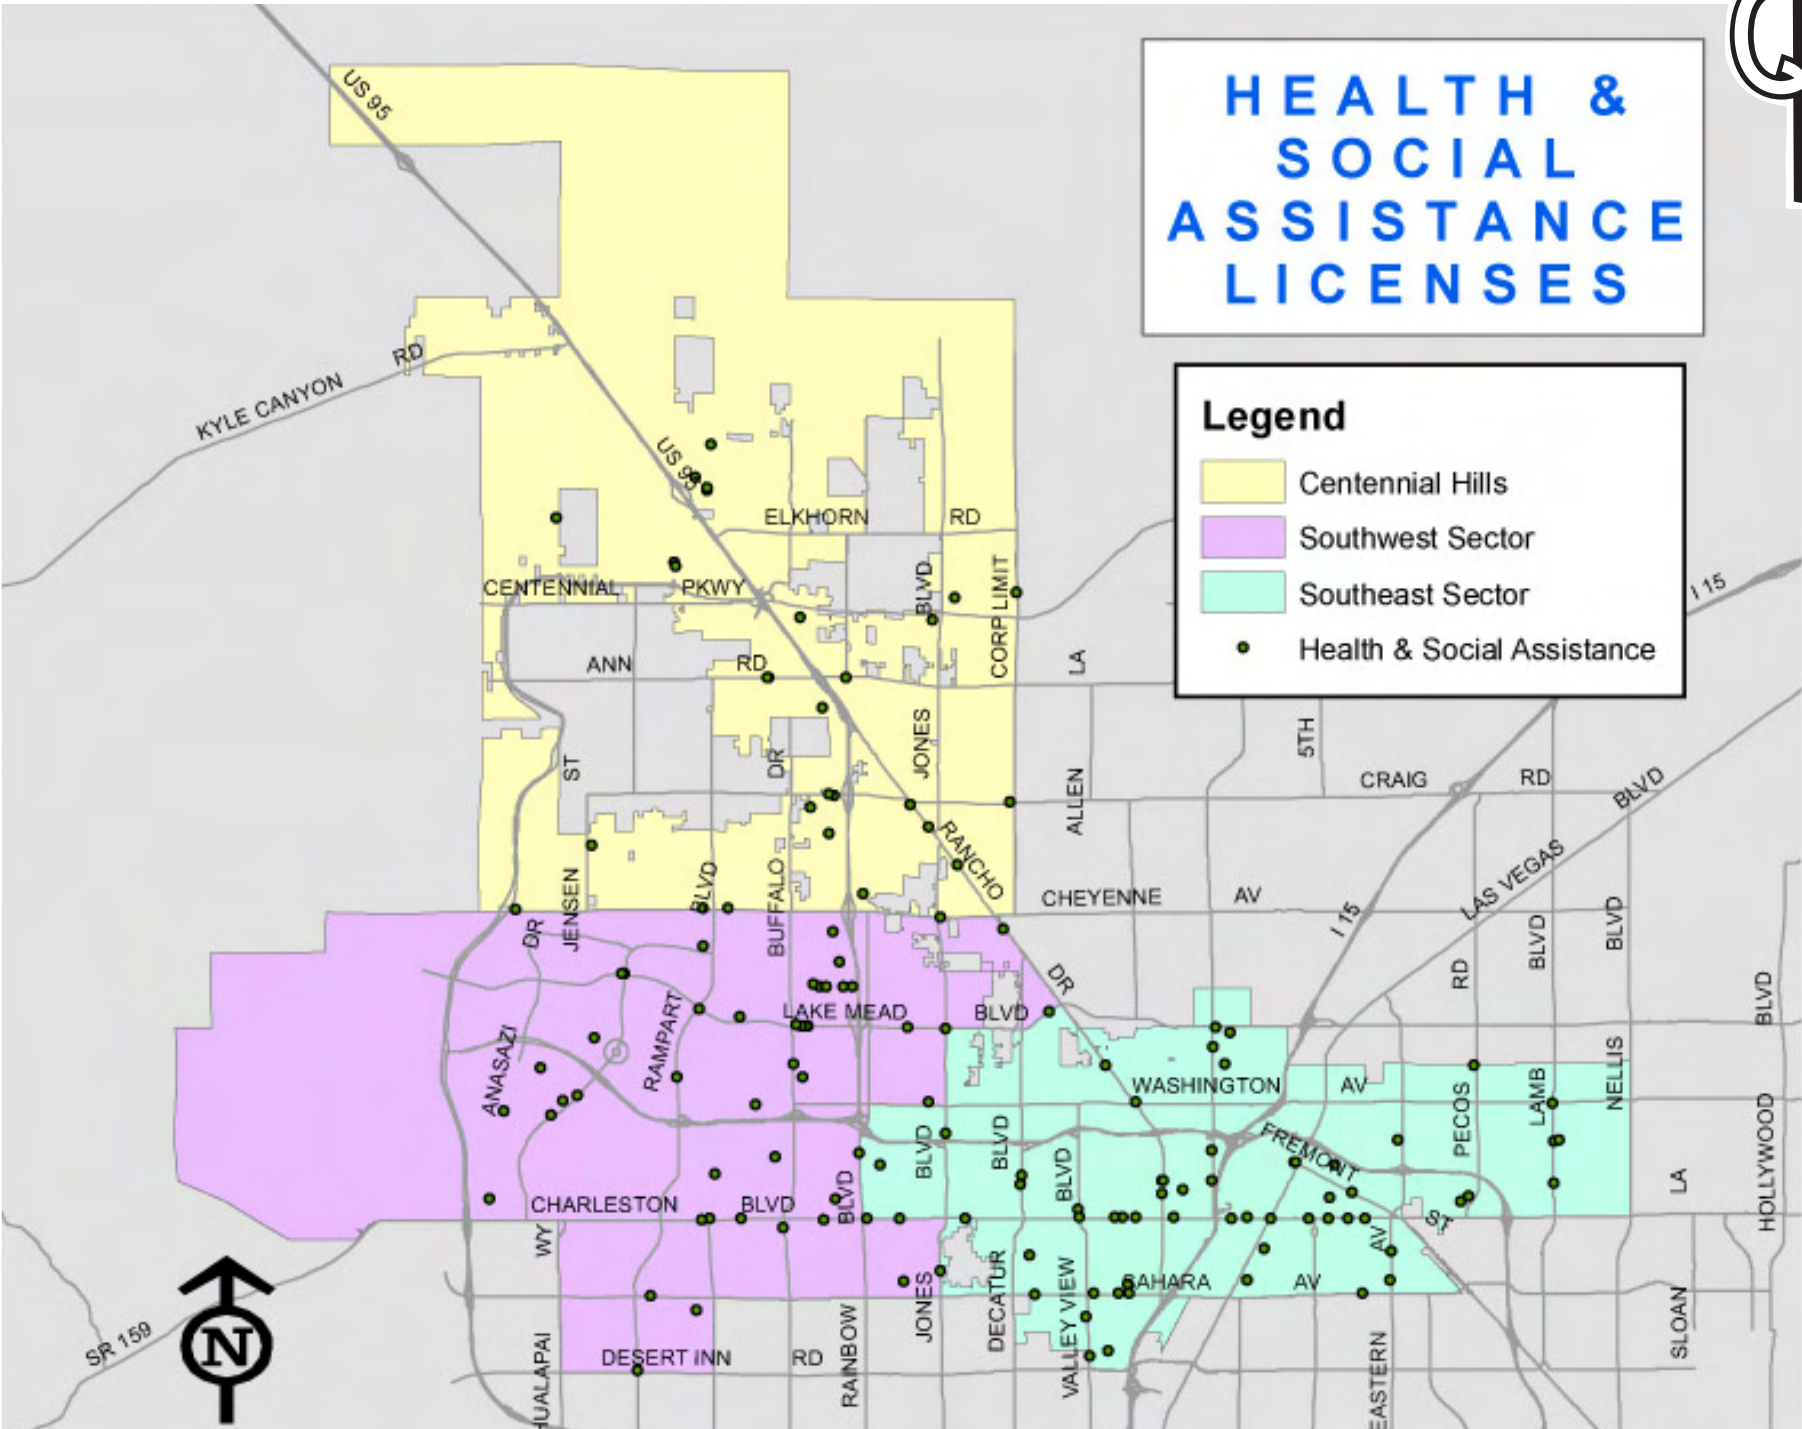 HEALTH &
SOCIAL
ASSISTANCE
LICENSES
Legend
Centennial Hills
Southwest Sector
Southeast Sector
Health & Social Assistance
US 95
KYLE CANYON RD
US 95
ELKHORN RD
CENTENNIAL PKWY
BLVD
CORP LIMIT
I 15
ANN RD
LA
JONES
DR
ST
5TH
CRAIG RD
BLVD
ALLEN
RANCHO
JENSEN
BLVD
BUFFALO
CHEYENNE AV
LAS VEGAS
I 15
DR
BLVD
BLVD
RD
DR
BLVD
LAKE MEAD BLVD
RAMPART
ANASAZI
WASHINGTON AV
PECOS
LAMB
NELLIS
FREMONT
BLVD
BLVD
BLVD
HOLLYWOOD
LA
CHARLESTON BLVD
BLVD
ST
WY
AV
SAHARA AV
DECATUR
VALLEY VIEW
JONES
SLOAN
SR 159
N
HUALAPAI
DESERT INN RD
RAINBOW
EASTERN